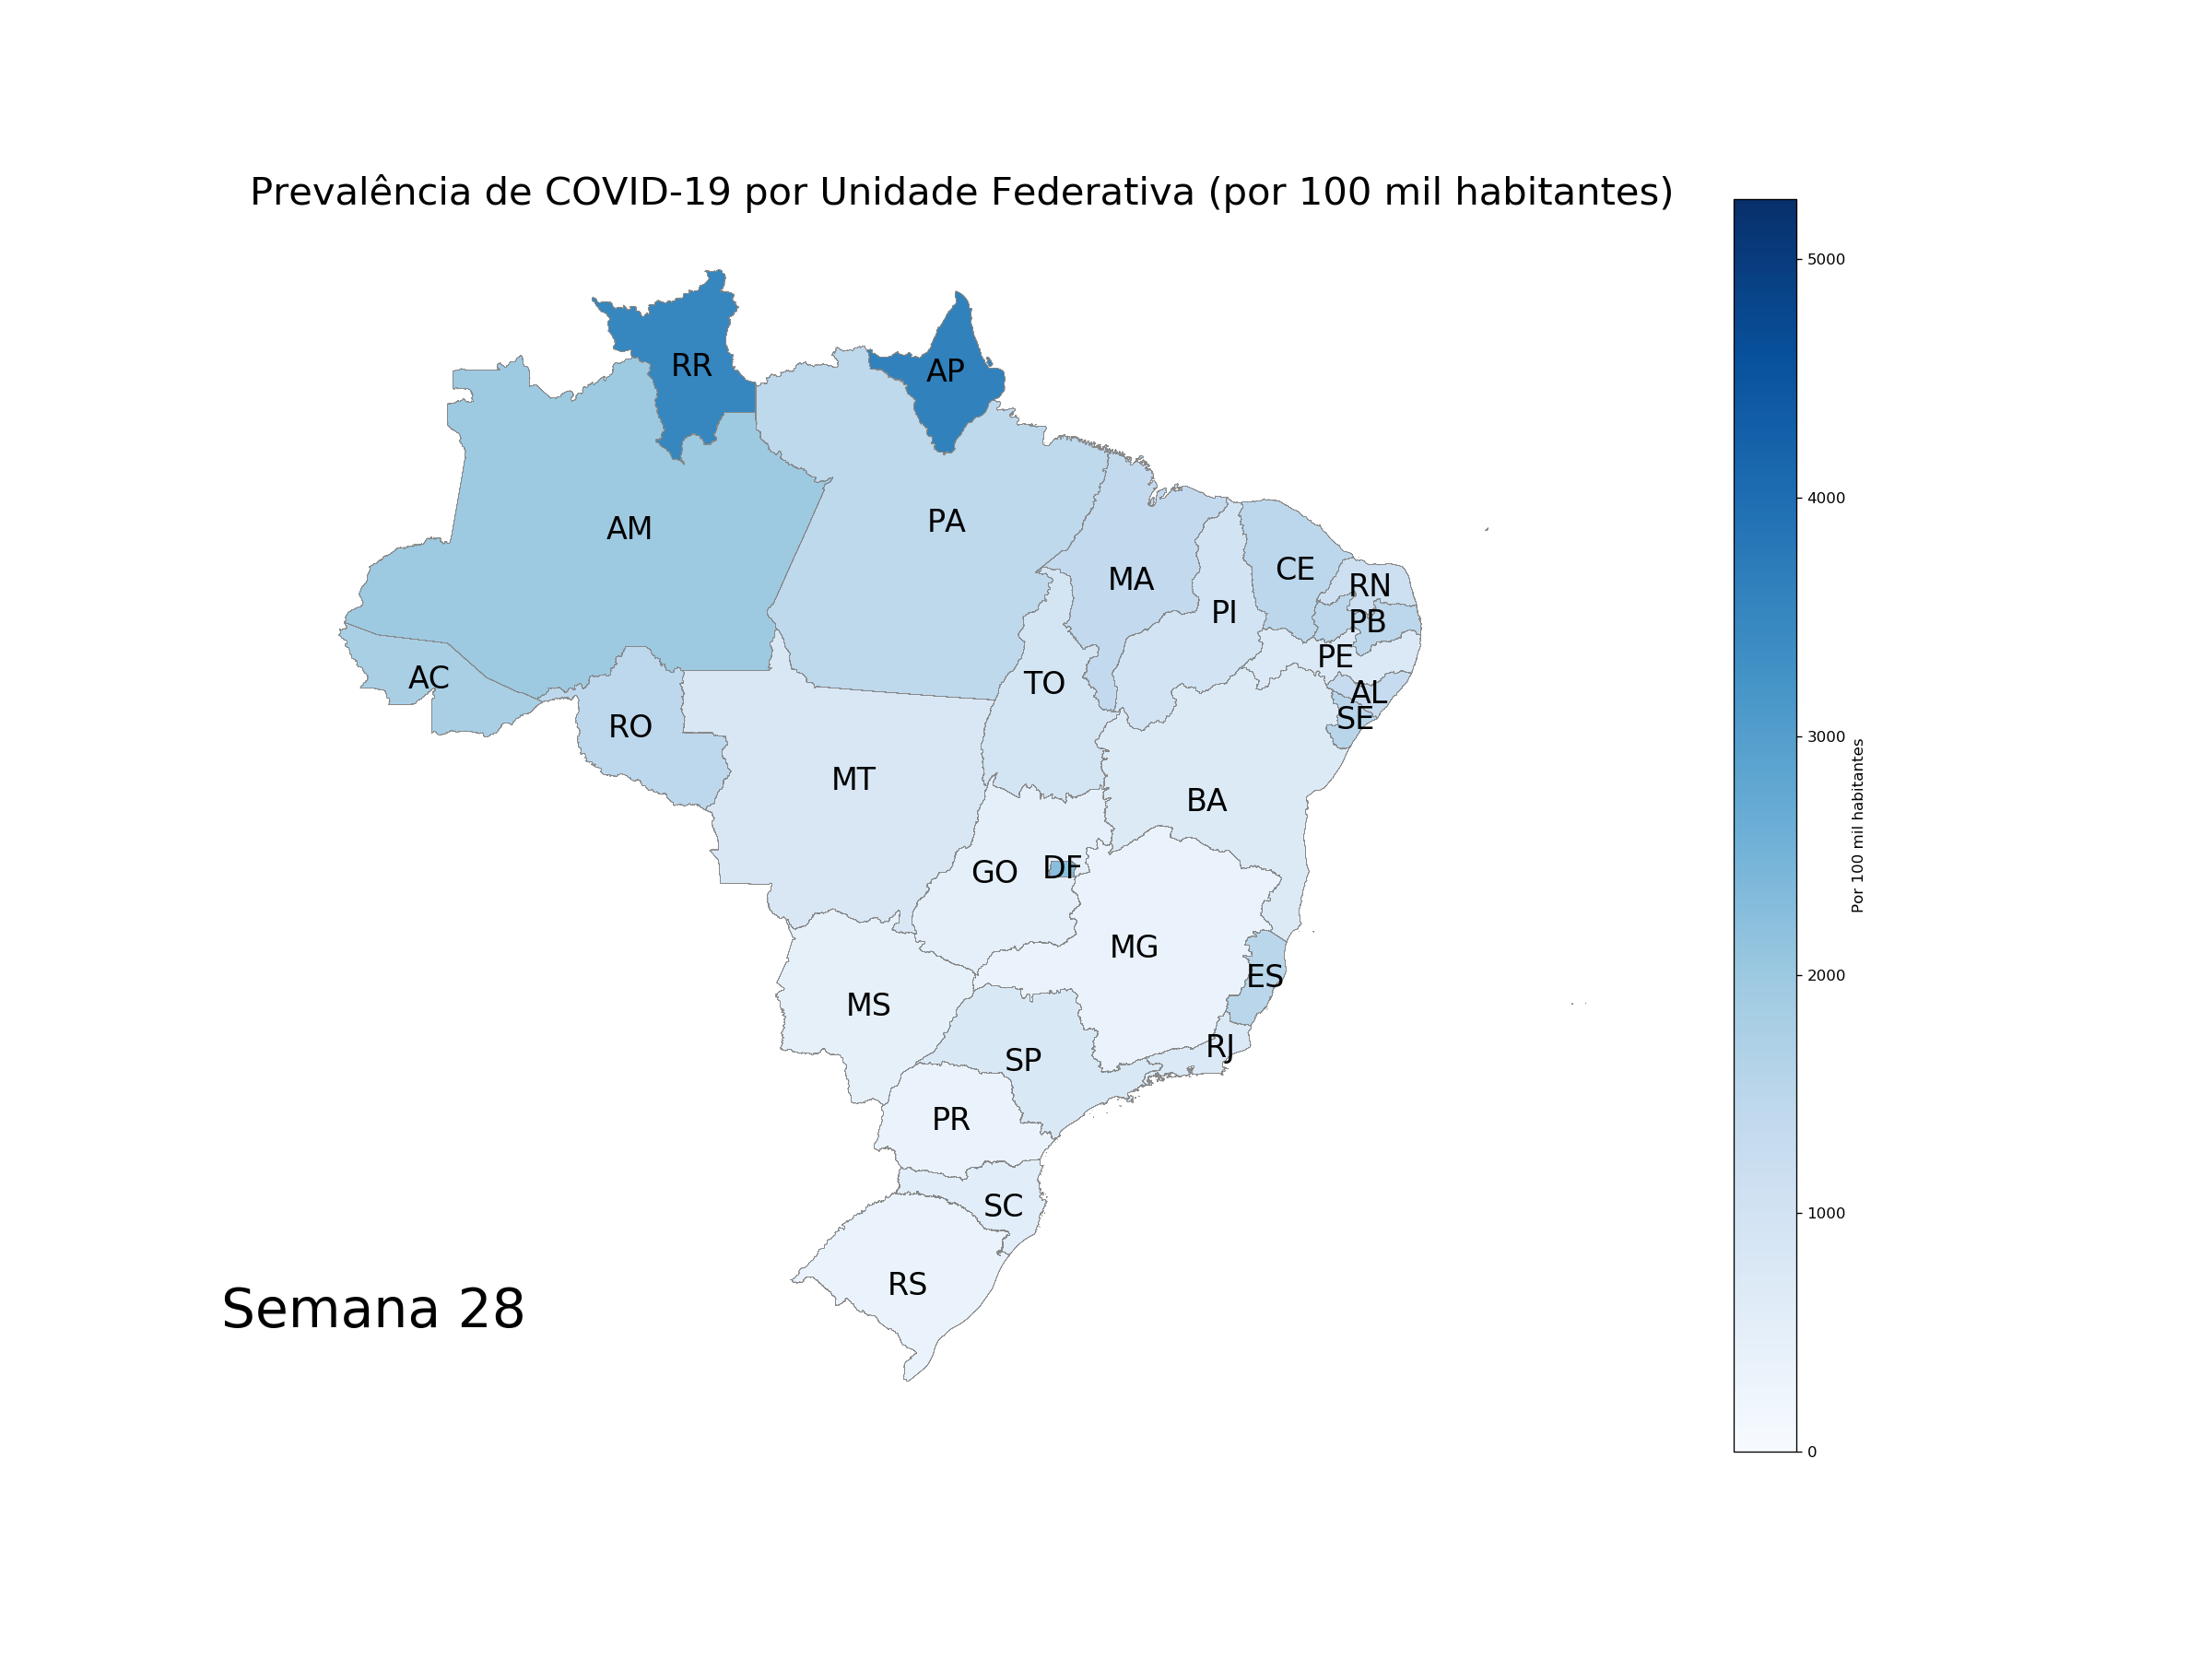 Prevalência de COVID-19 por Unidade Federativa (por 100 mil habitantes)
RR
AP
AM
PA
MA
CE
RN
PI
PB
PE
AC
TO
AL
SE
RO
MT
BA
GO
DF
MG
ES
MS
RJ
SP
PR
SC
RS
Semana 28
5000
4000
3000
2000
1000
0
Por 100 mil habitantes